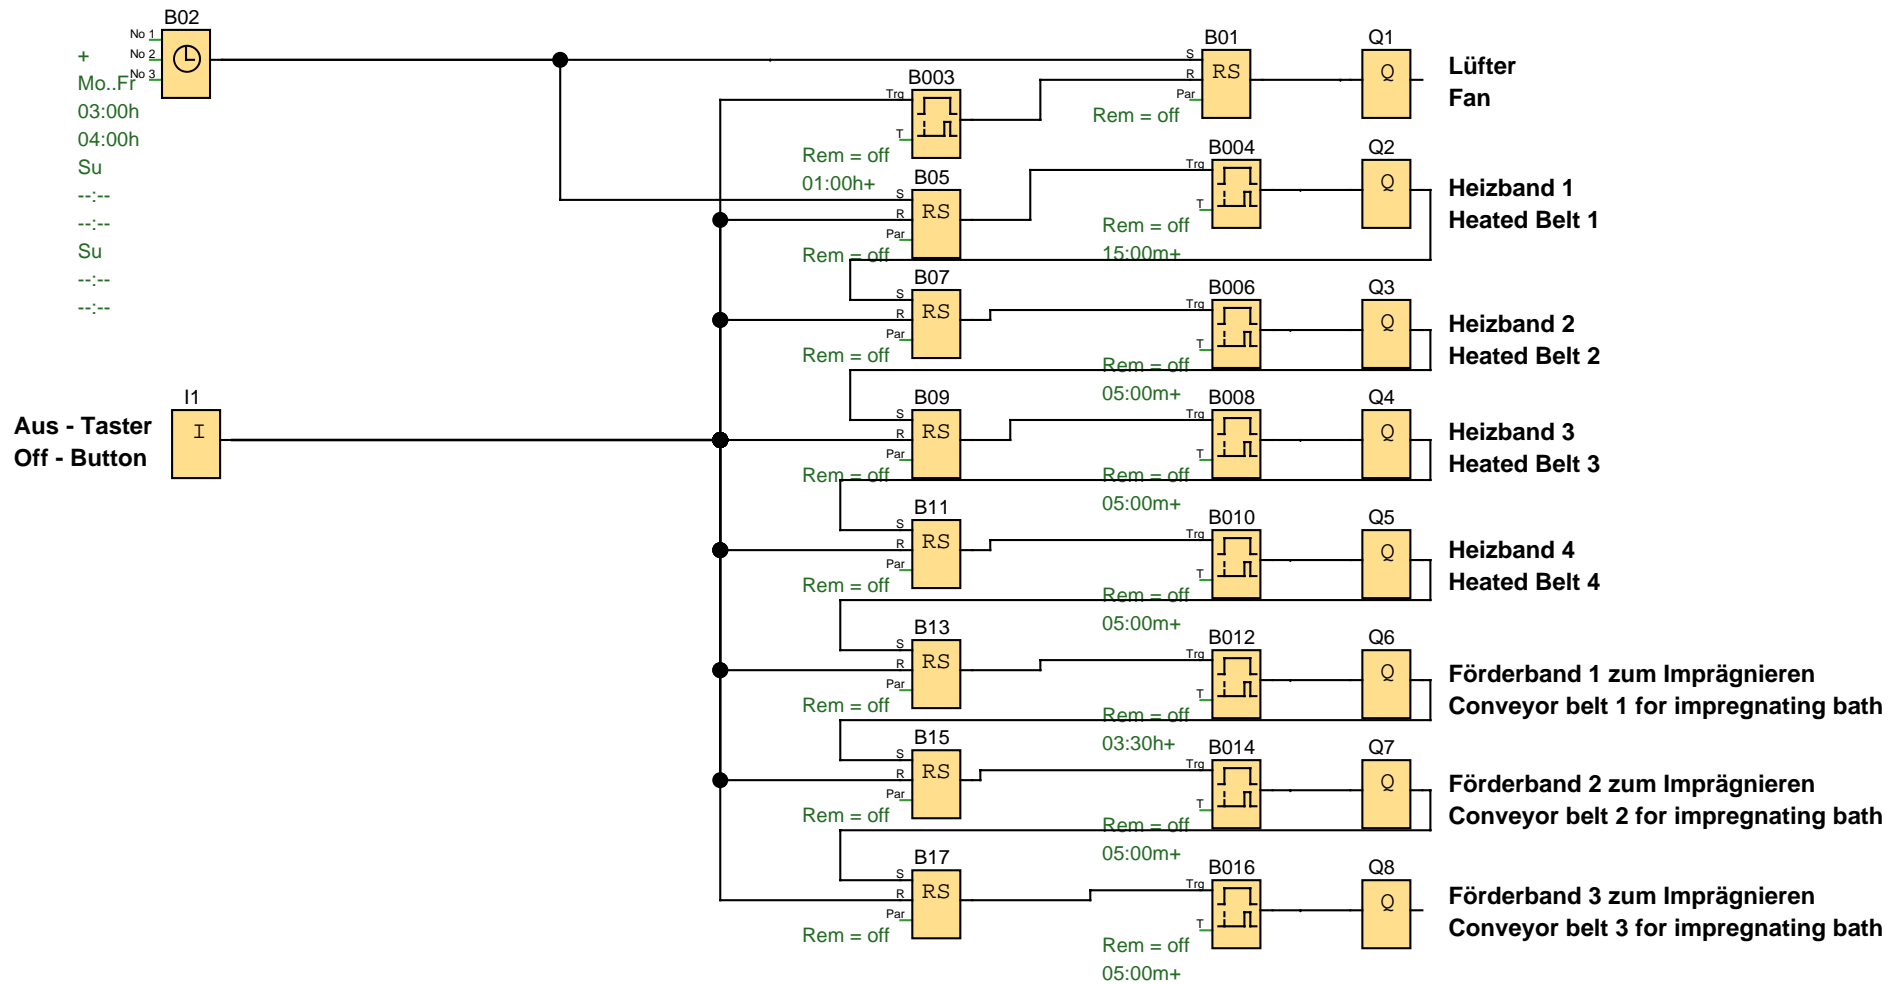 B02
No 1
No 2
No 3
+
Mo..Fr
03:00h
04:00h
Su
--:--
--:--
Su
--:--
--:--
I1
I
Aus - Taster
Off - Button
B003
Trg
T
Rem = off
01:00h+
B01
S
R
Par
RS
Rem = off
Q1
Q
Lüfter
Fan
B05
S
R
Par
RS
Rem = off
B004
Trg
T
Rem = off
15:00m+
Q2
Q
Heizband 1
Heated Belt 1
B07
S
R
Par
RS
Rem = off
B006
Trg
T
Rem = off
05:00m+
Q3
Q
Heizband 2
Heated Belt 2
B09
S
R
Par
RS
Rem = off
B008
Trg
T
Rem = off
05:00m+
Q4
Q
Heizband 3
Heated Belt 3
B11
S
R
Par
RS
Rem = off
B010
Trg
T
Rem = off
05:00m+
Q5
Q
Heizband 4
Heated Belt 4
B13
S
R
Par
RS
Rem = off
B012
Trg
T
Rem = off
03:30h+
Q6
Q
Förderband 1 zum Imprägnieren
Conveyor belt 1 for impregnating bath
B15
S
R
Par
RS
Rem = off
B014
Trg
T
Rem = off
05:00m+
Q7
Q
Förderband 2 zum Imprägnieren
Conveyor belt 2 for impregnating bath
B17
S
R
Par
RS
Rem = off
B016
Trg
T
Rem = off
05:00m+
Q8
Q
Förderband 3 zum Imprägnieren
Conveyor belt 3 for impregnating bath